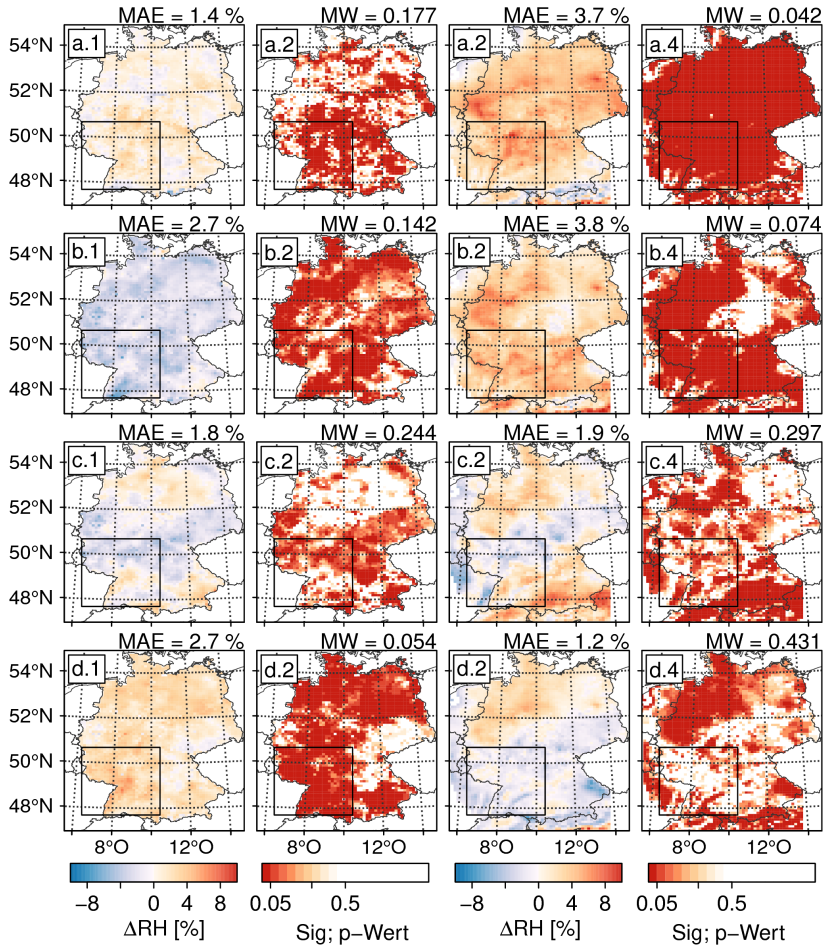 MAE = 1.4 % MW = 0.177 MAE = 3.7 % MW = 0.042
54°N a.1 a.2 a.2 a.4
52°N
50°N
48°N
MAE = 2.7 % MW = 0.142 MAE = 3.8 % MW = 0.074
54°N b.1 b.2 b.2 b.4
52°N
50°N
48°N
MAE = 1.8 % MW = 0.244 MAE = 1.9 % MW = 0.297
54°N c.1 c.2 c.2 c.4
52°N
50°N
48°N
MAE = 2.7 % MW = 0.054 MAE = 1.2 % MW = 0.431
54°N d.1 d.2 d.2 d.4
52°N
50°N
48°N
8°O 12°O 8°O 12°O 8°O 12°O 8°O 12°O
−8 −4 0 4 8 0.05 0.5 −8 −4 0 4 8 0.05 0.5
ΔRH [%] Sig; p−Wert ΔRH [%] Sig; p−Wert